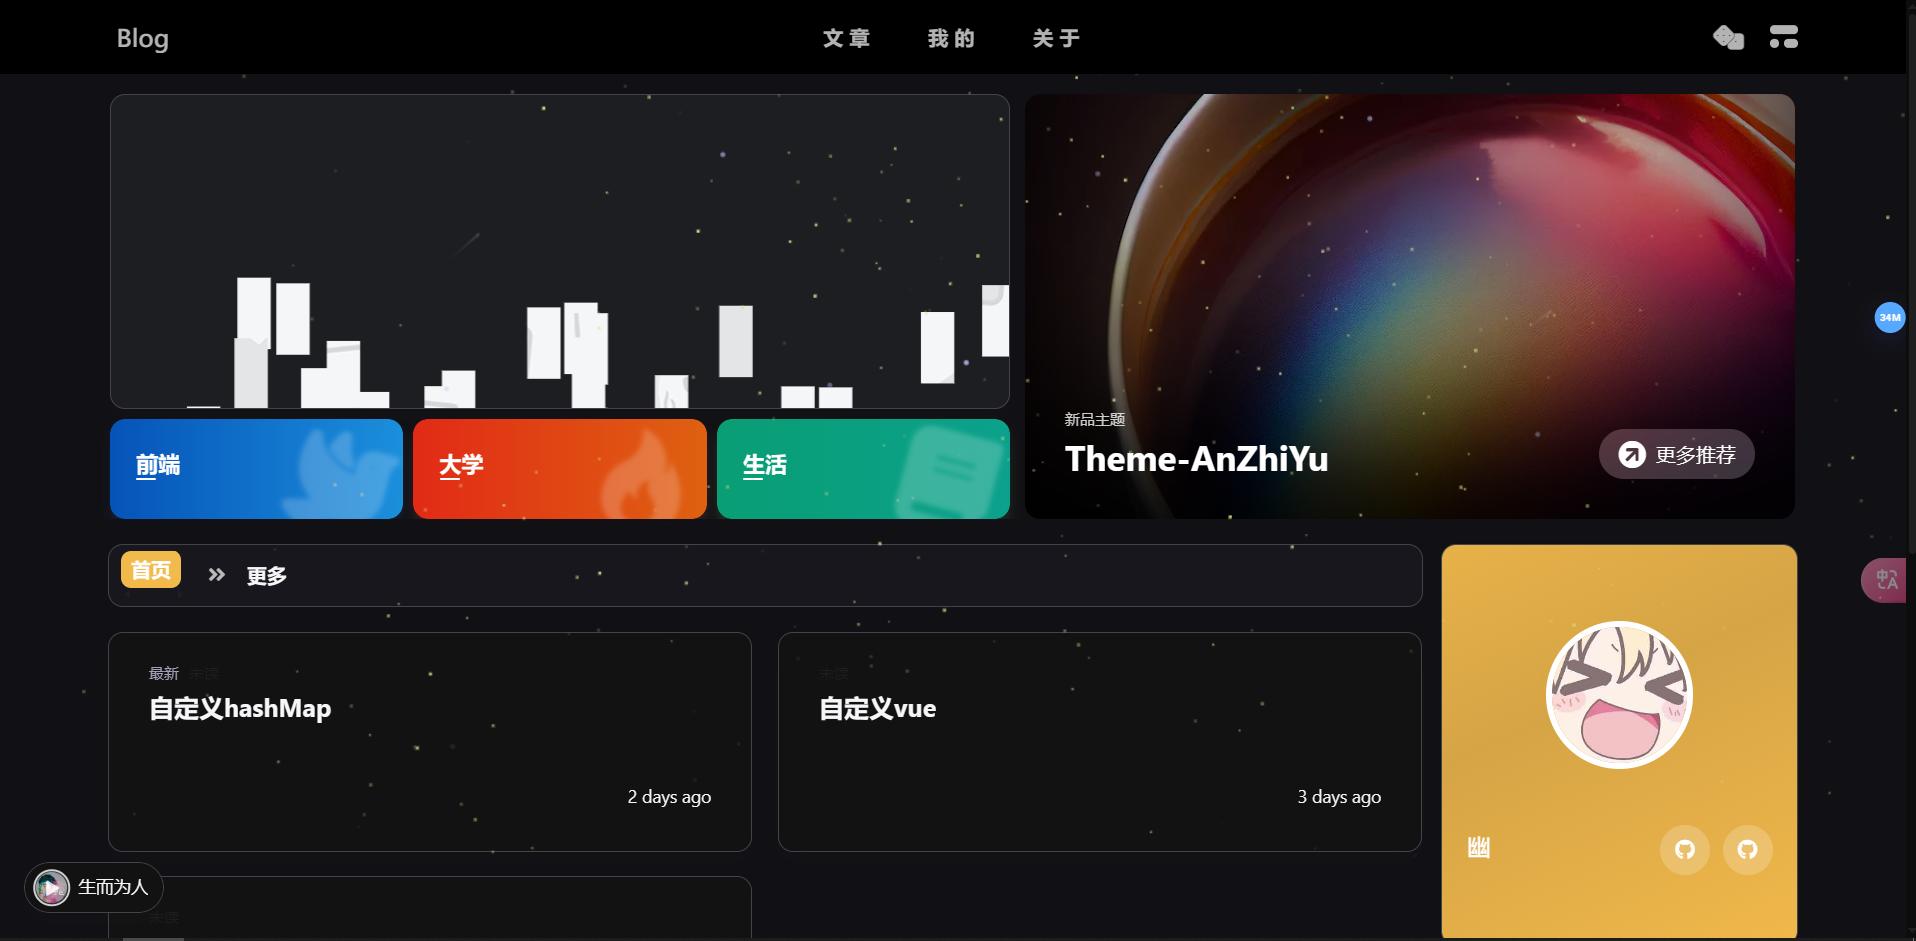 Blog
文章
我的
关于
新品主题
Theme-AnZhiYu
更多推荐
前端
大学
生活
34M
首页
更多
中A
最新 未读
自定义hashMap
2 days ago
未读
自定义vue
3 days ago
幽
生而为人
未读